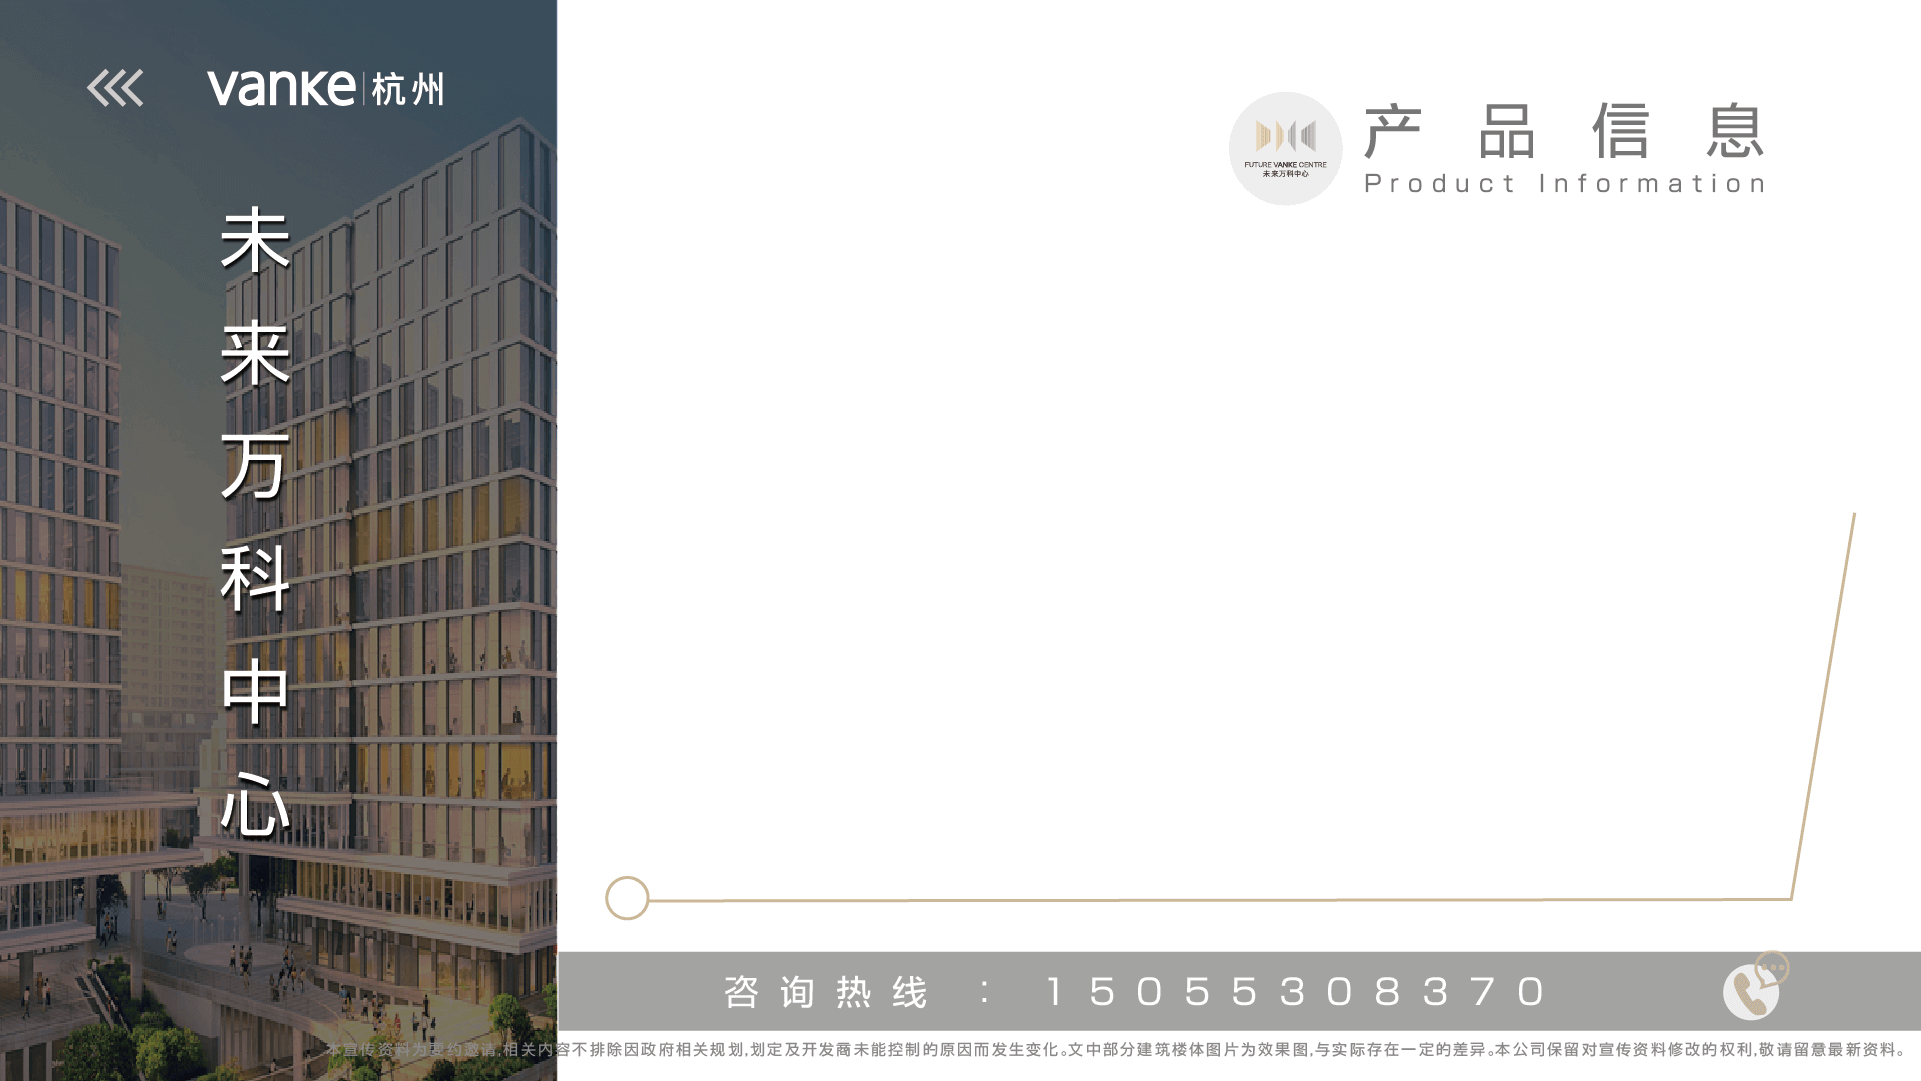 vanke | 杭州
未来万科中心
FUTURE VANKE CENTRE
未来万科中心
产品信息
Product Information
咨询热线 : 15055308370
本宣传资料为要约邀请,相关内容不排除因政府相关规划,划定及开发商未能控制的原因而发生变化。文中部分建筑楼体图片为效果图,与实际存在一定的差异。本公司保留对宣传资料修改的权利,敬请留意最新资料。